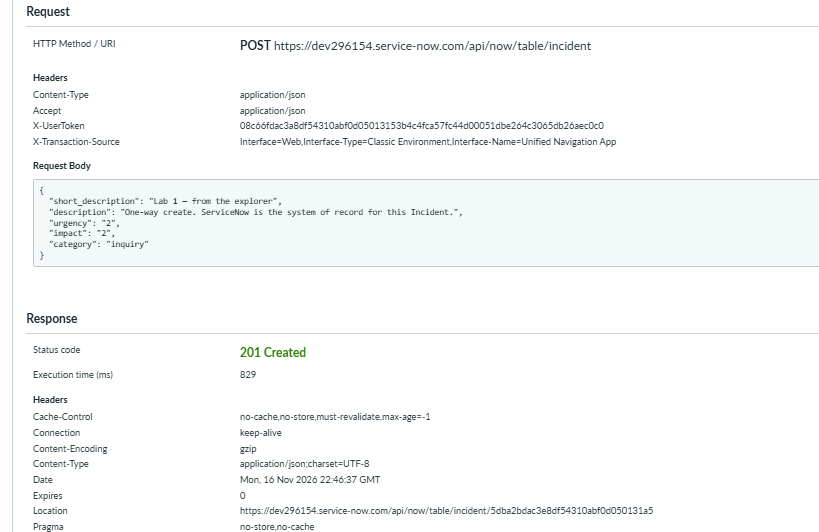 Request
HTTP Method / URI POST https://dev296154.service-now.com/api/now/table/incident
Headers
Content-Type application/json
Accept application/json
X-UserToken 08c66fdac3a8df54310abf0d05013153b4c4fca57fc44d00051dbe264c3065db26aec0c0
X-Transaction-Source Interface=Web,Interface-Type=Classic Environment,Interface-Name=Unified Navigation App
Request Body
{
"short_description": "Lab 1 – from the explorer",
"description": "One-way create. ServiceNow is the system of record for this Incident.",
"urgency": "2",
"impact": "2",
"category": "inquiry"
}
Response
Status code 201 Created
Execution time (ms) 829
Headers
Cache-Control no-cache,no-store,must-revalidate,max-age=-1
Connection keep-alive
Content-Encoding gzip
Content-Type application/json;charset=UTF-8
Date Mon, 16 Nov 2026 22:46:37 GMT
Expires 0
Location https://dev296154.service-now.com/api/now/table/incident/5dba2bdac3e8df54310abf0d050131a5
Pragma no-store,no-cache